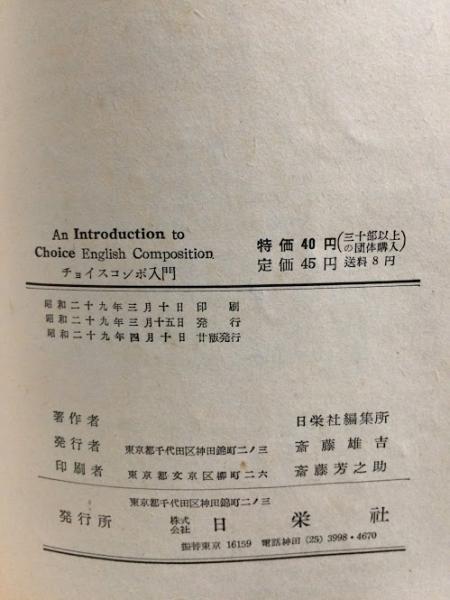 An Introduction to
Choice English Composition
チョイスコンポ入門
特価 40 円(三十部以上の団体購入)
定価 45 円 送料 8 円
昭和二十九年三月十日 印刷
昭和二十九年三月十五日 発行
昭和二十九年四月十日 廿版発行
著作者 日栄社編集所
発行者 東京都千代田区神田錦町二ノ三 斎藤雄吉
印刷者 東京都文京区柳町二六 斎藤芳之助
東京都千代田区神田錦町二ノ三
発行所 株式会社 日栄社
振替東京 16159 電話神田 (25) 3998・4670